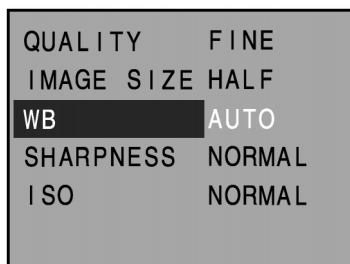 QUALITY FINE
IMAGE SIZE HALF
WB AUTO
SHARPNESS NORMAL
ISO NORMAL